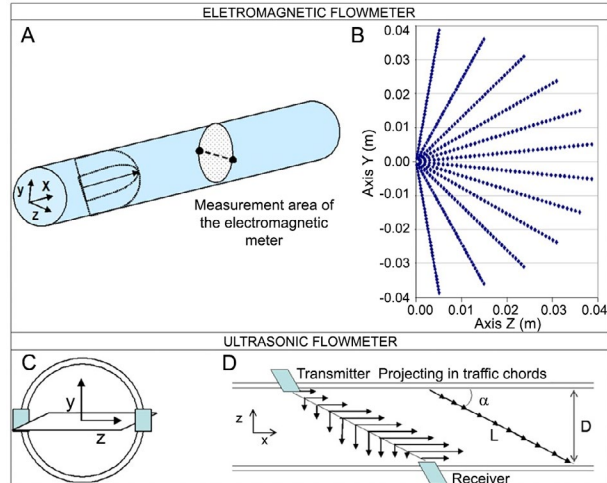 ELETROMAGNETIC FLOWMETER
A
B
y
x
z
Measurement area of
the electromagnetic
meter
Axis Y (m)
0.04
0.03
0.02
0.01
0.00
-0.01
-0.02
-0.03
-0.04
0.00 0.01 0.02 0.03 0.04
Axis Z (m)
ULTRASONIC FLOWMETER
C
D
Transmitter Projecting in traffic chords
y
z
z
x
α
L
D
Receiver